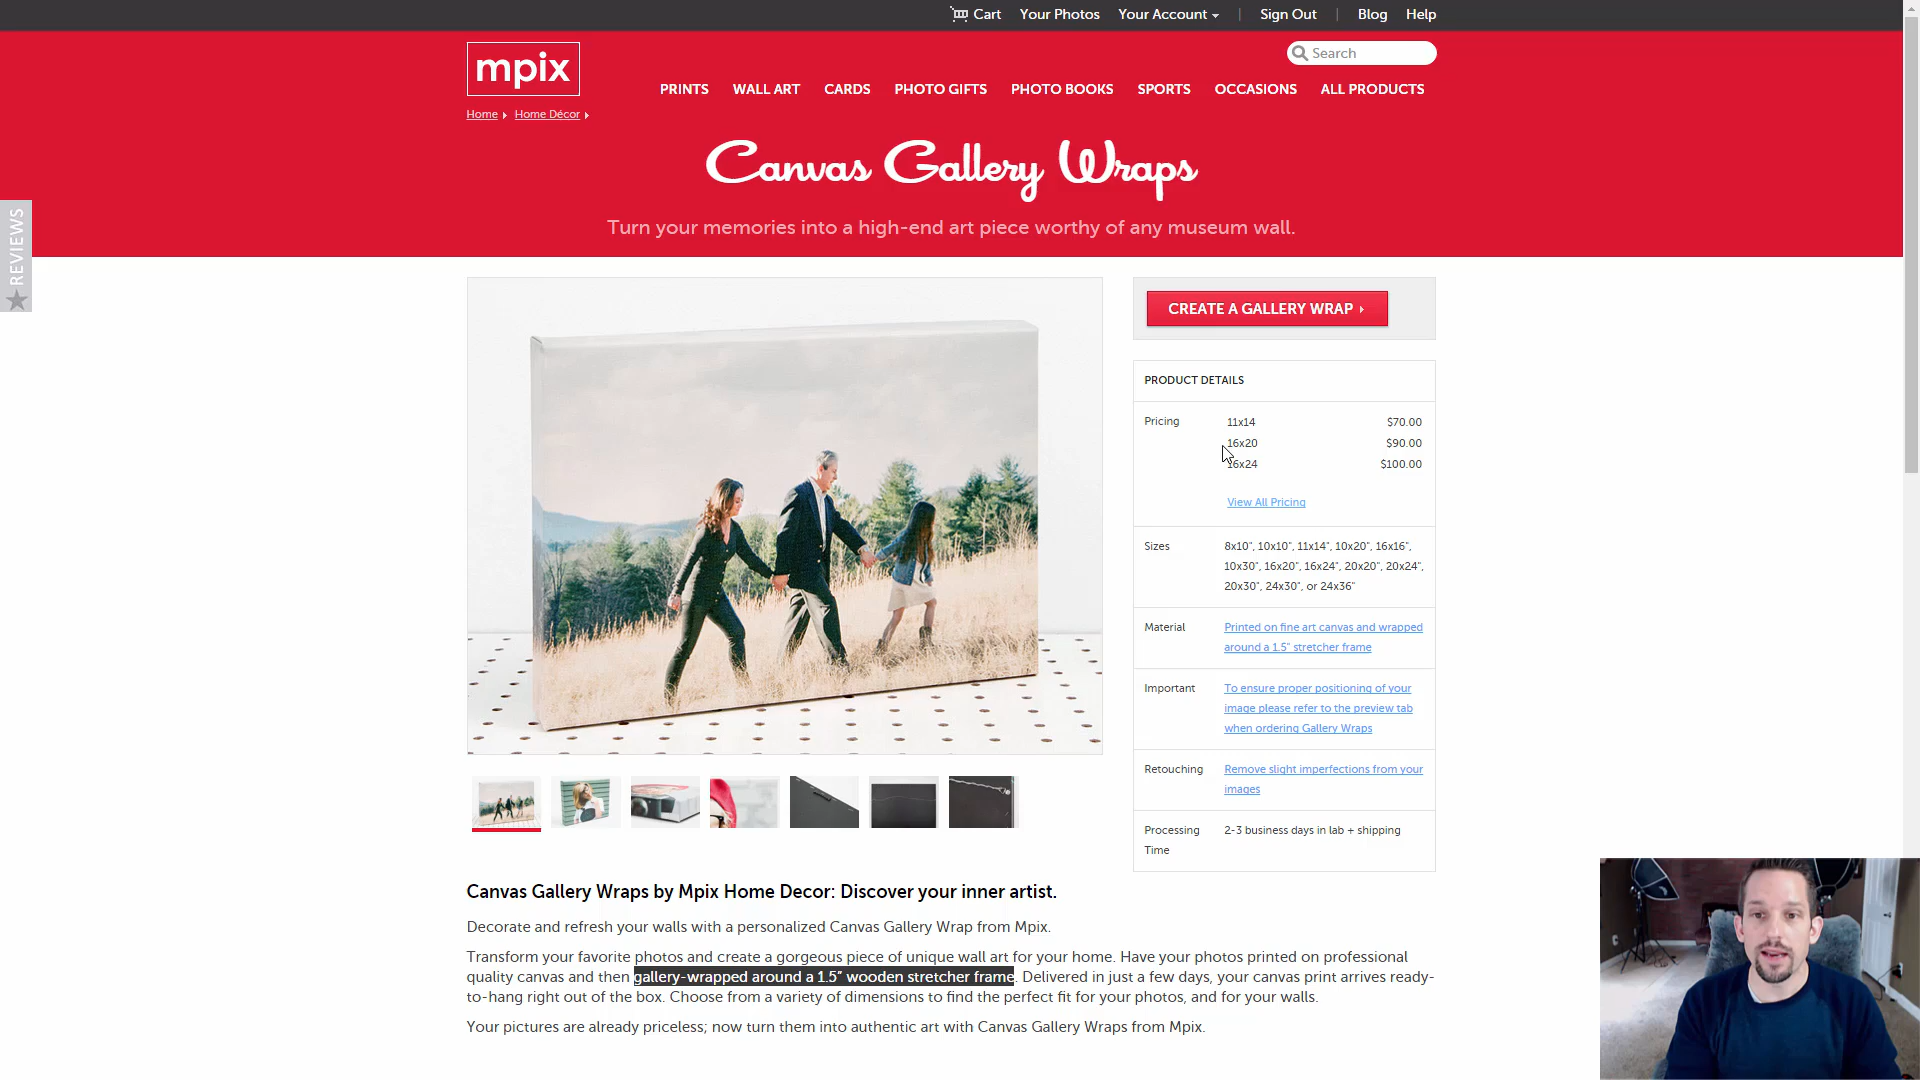 Cart Your Photos Your Account | Sign Out | Blog Help
mpix
Search
PRINTS WALL ART CARDS PHOTO GIFTS PHOTO BOOKS SPORTS OCCASIONS ALL PRODUCTS
Home Home Décor
Canvas Gallery Wraps
Turn your memories into a high-end art piece worthy of any museum wall.
REVIEWS
CREATE A GALLERY WRAP
PRODUCT DETAILS
Pricing 11x14 $70.00
16x20 $90.00
16x24 $100.00
View All Pricing
Sizes 8x10", 10x10", 11x14", 10x20", 16x16",
10x30", 16x20", 16x24", 20x20", 20x24",
20x30", 24x30", or 24x36"
Material Printed on fine art canvas and wrapped
around a 1.5" stretcher frame
Important To ensure proper positioning of your
image please refer to the preview tab
when ordering Gallery Wraps
Retouching Remove slight imperfections from your
images
Processing 2-3 business days in lab + shipping
Time
Canvas Gallery Wraps by Mpix Home Decor: Discover your inner artist.
Decorate and refresh your walls with a personalized Canvas Gallery Wrap from Mpix.
Transform your favorite photos and create a gorgeous piece of unique wall art for your home. Have your photos printed on professional
quality canvas and then gallery-wrapped around a 1.5” wooden stretcher frame. Delivered in just a few days, your canvas print arrives ready-
to-hang right out of the box. Choose from a variety of dimensions to find the perfect fit for your photos, and for your walls.
Your pictures are already priceless; now turn them into authentic art with Canvas Gallery Wraps from Mpix.